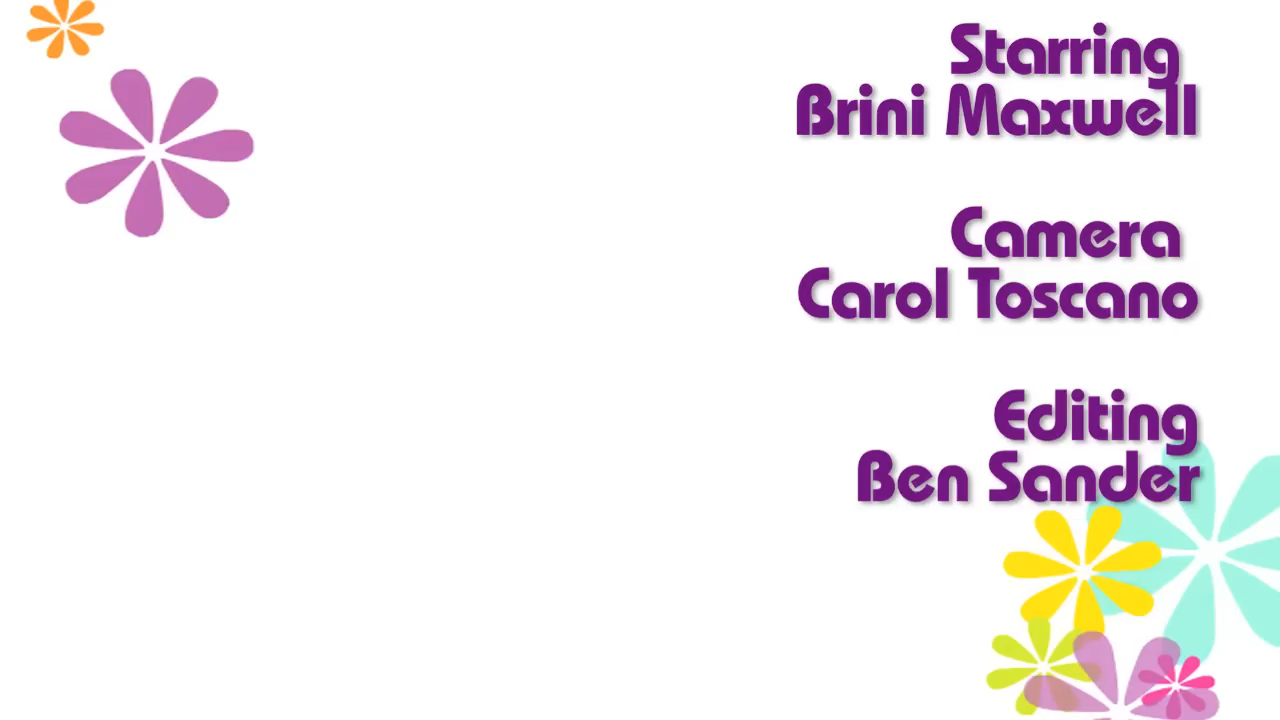 Starring
Brini Maxwell
Camera
Carol Toscano
Editing
Ben Sander